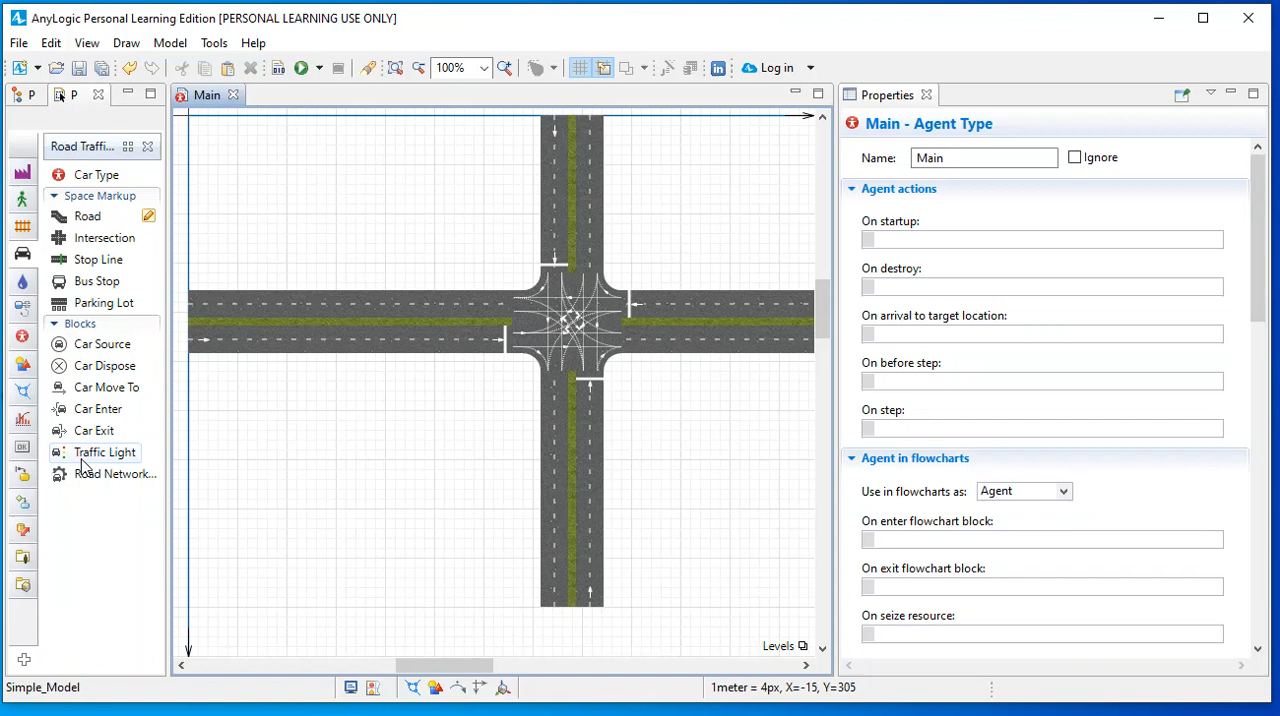 AnyLogic Personal Learning Edition [PERSONAL LEARNING USE ONLY]
File Edit View Draw Model Tools Help
100% Log in
P P Main Properties
Road Traffi...
Car Type
Space Markup
Road
Intersection
Stop Line
Bus Stop
Parking Lot
Blocks
Car Source
Car Dispose
Car Move To
Car Enter
Car Exit
Traffic Light
Road Network...
Levels
Main - Agent Type
Name: Main Ignore
Agent actions
On startup:
On destroy:
On arrival to target location:
On before step:
On step:
Agent in flowcharts
Use in flowcharts as: Agent
On enter flowchart block:
On exit flowchart block:
On seize resource:
Simple_Model 1meter = 4px, X=-15, Y=305